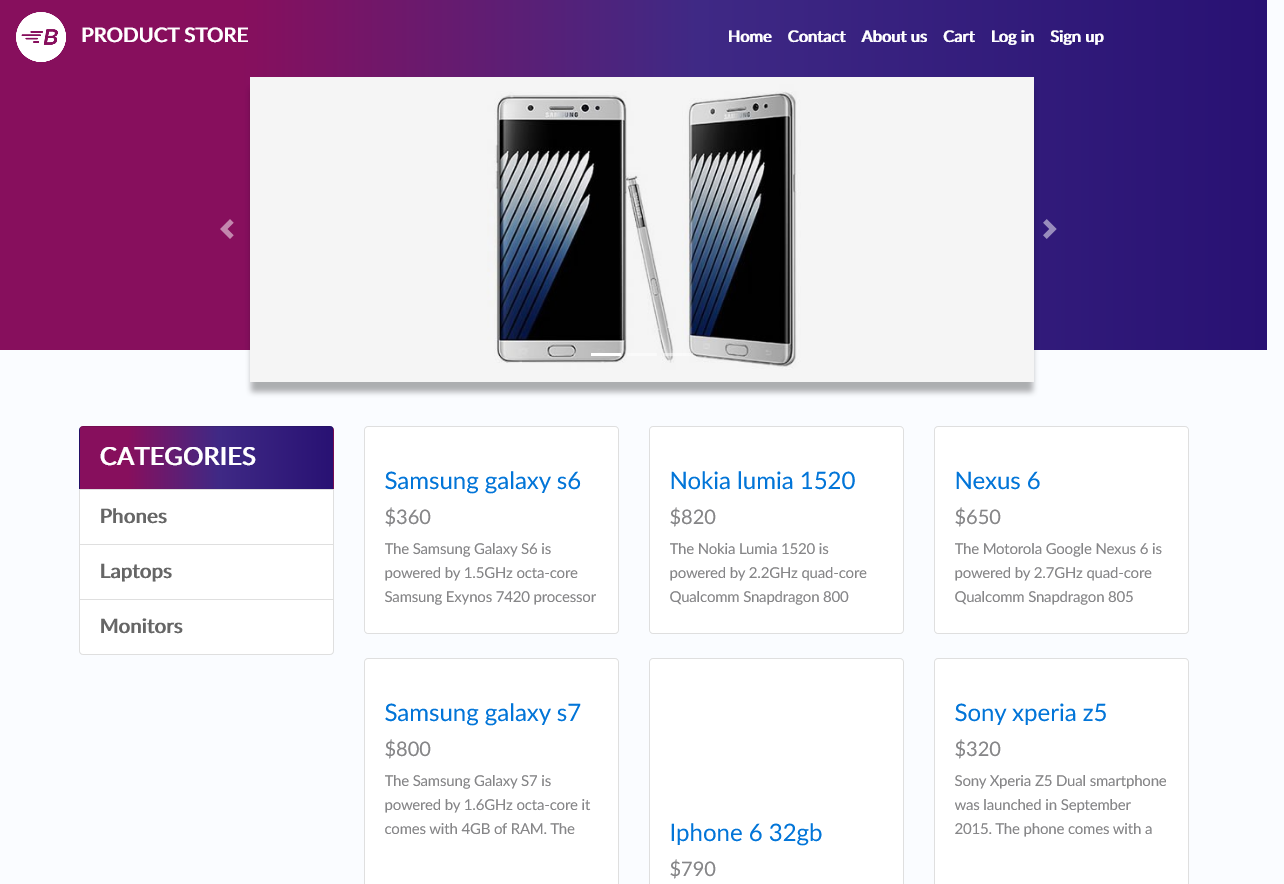 B PRODUCT STORE
Home Contact About us Cart Log in Sign up
SAMSUNG SAMSUNG
CATEGORIES
Phones
Laptops
Monitors
Samsung galaxy s6
$360
The Samsung Galaxy S6 is
powered by 1.5GHz octa-core
Samsung Exynos 7420 processor
Nokia lumia 1520
$820
The Nokia Lumia 1520 is
powered by 2.2GHz quad-core
Qualcomm Snapdragon 800
Nexus 6
$650
The Motorola Google Nexus 6 is
powered by 2.7GHz quad-core
Qualcomm Snapdragon 805
Samsung galaxy s7
$800
The Samsung Galaxy S7 is
powered by 1.6GHz octa-core it
comes with 4GB of RAM. The
Iphone 6 32gb
$790
Sony xperia z5
$320
Sony Xperia Z5 Dual smartphone
was launched in September
2015. The phone comes with a